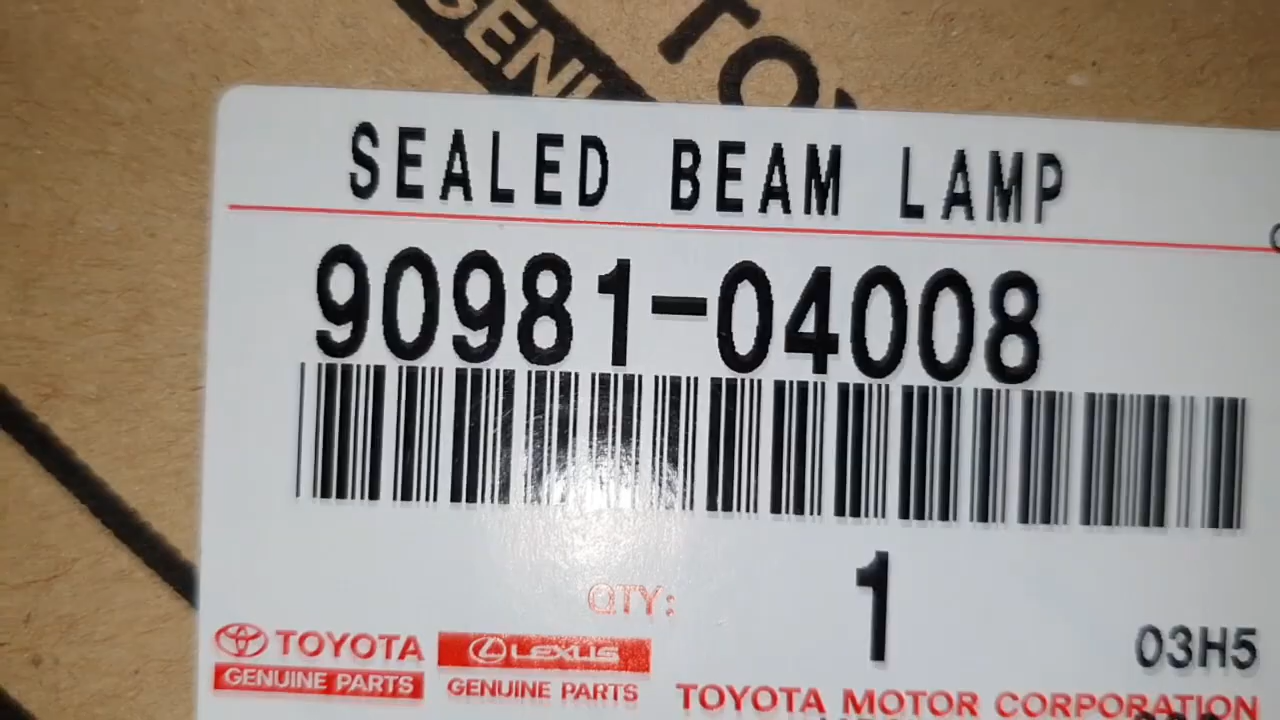 SEALED BEAM LAMP
90981-04008
QTY: 1
03H5
TOYOTA LEXUS
GENUINE PARTS GENUINE PARTS
TOYOTA MOTOR CORPORATION